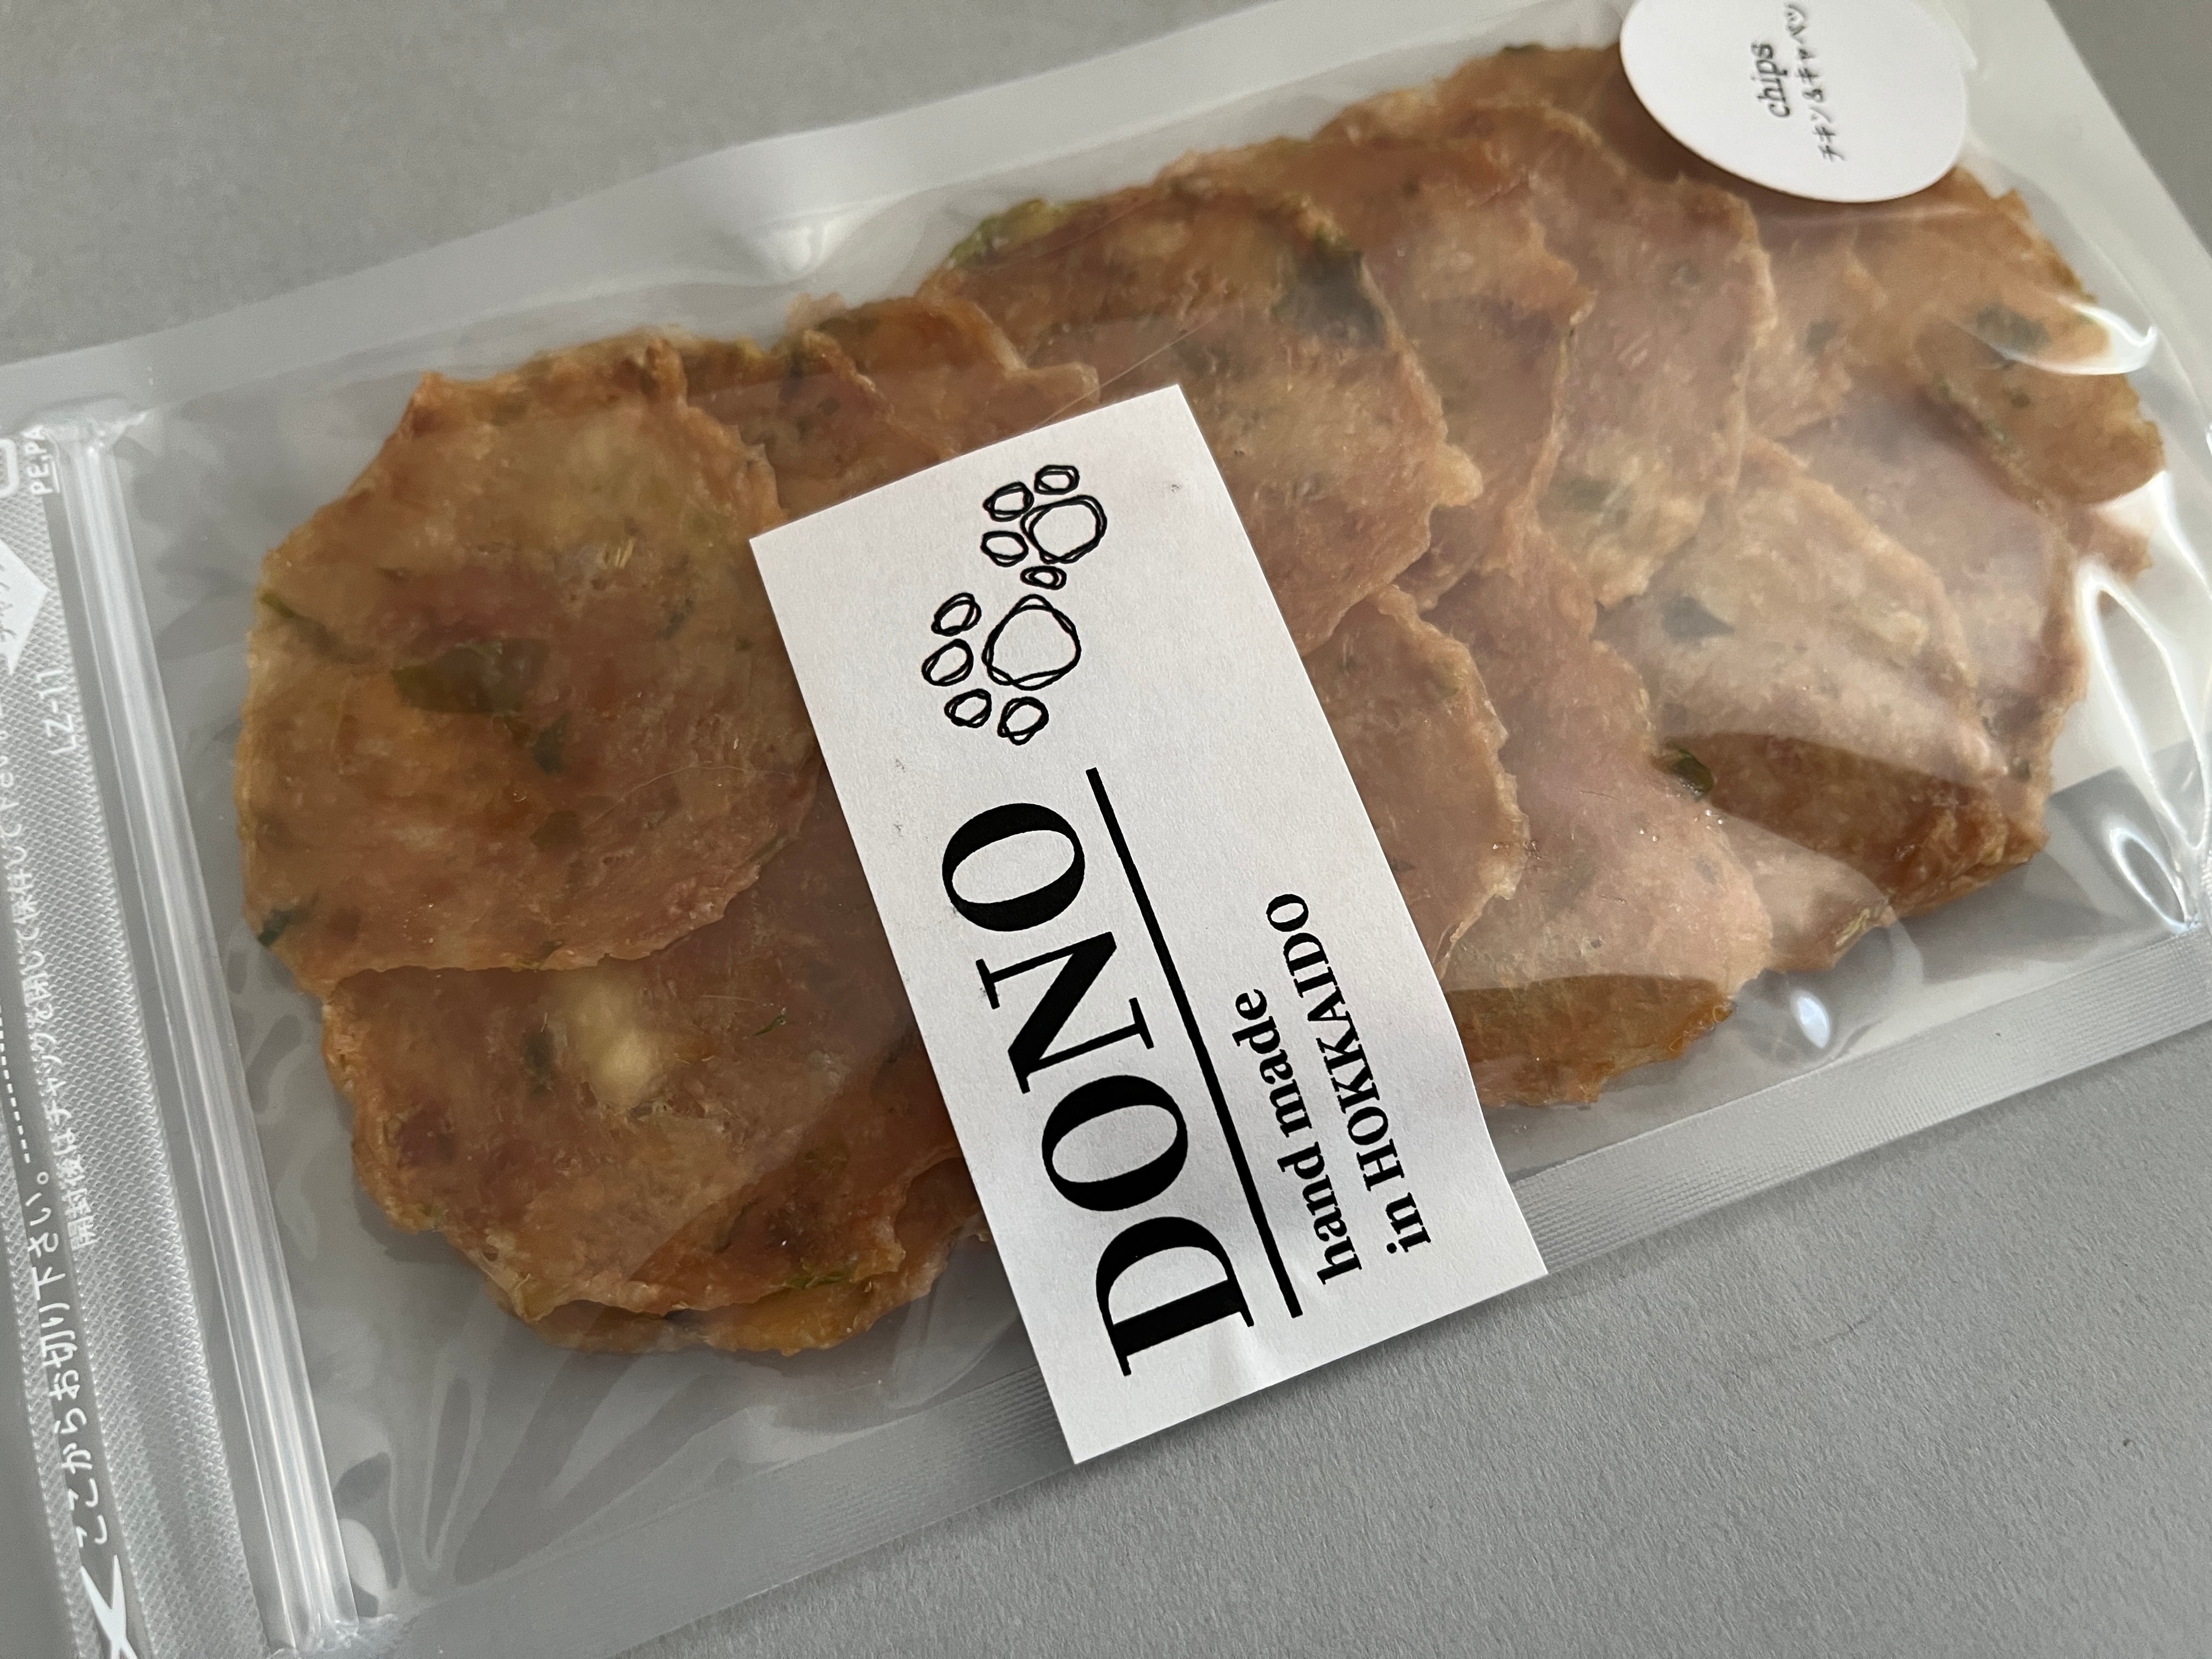 DONO
hand made
in HOKKAIDO
chips
チキン&キャベツ
ここからお切り下さい。
開封後はチャックを閉じて保存して下さい
LZ-11
PE,PA